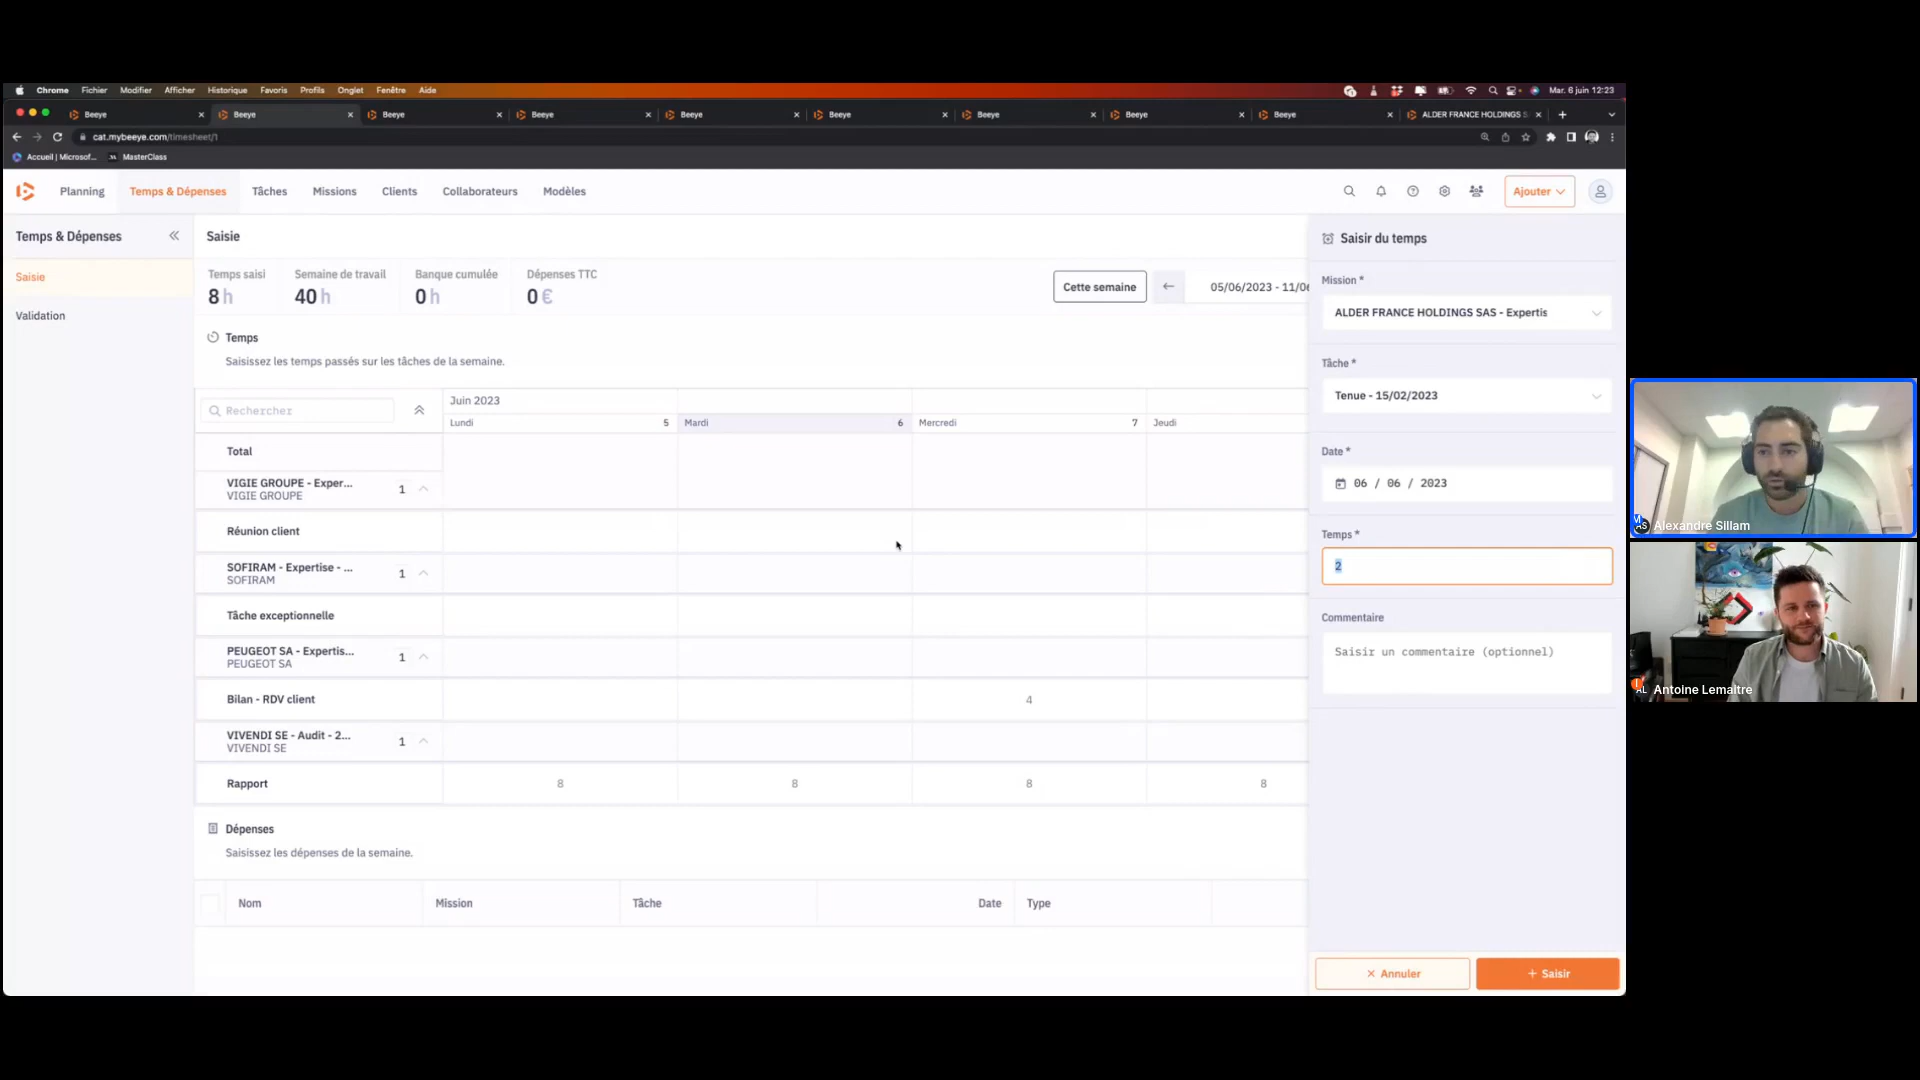 Chrome Fichier Modifier Afficher Historique Favoris Profils Onglet Fenêtre Aide
Mar. 6 juin 12:23
Beeye
Beeye
Beeye
Beeye
Beeye
Beeye
Beeye
Beeye
Beeye
ALDER FRANCE HOLDINGS S
cat.mybeeye.com/timesheet/1
Accueil | Microsof...
MasterClass
Planning
Temps & Dépenses
Tâches
Missions
Clients
Collaborateurs
Modèles
Ajouter
Temps & Dépenses
Saisie
Validation
Saisie
Temps saisi
8 h
Semaine de travail
40 h
Banque cumulée
0 h
Dépenses TTC
0 €
Cette semaine
05/06/2023 - 11/06
Temps
Saisissez les temps passés sur les tâches de la semaine.
Rechercher
Juin 2023
Lundi 5
Mardi 6
Mercredi 7
Jeudi
Total
VIGIE GROUPE - Exper... 1
VIGIE GROUPE
Réunion client
SOFIRAM - Expertise - ... 1
SOFIRAM
Tâche exceptionnelle
PEUGEOT SA - Expertis... 1
PEUGEOT SA
Bilan - RDV client 4
VIVENDI SE - Audit - 2... 1
VIVENDI SE
Rapport 8 8 8 8
Dépenses
Saisissez les dépenses de la semaine.
Nom Mission Tâche Date Type
Saisir du temps
Mission *
ALDER FRANCE HOLDINGS SAS - Expertis
Tâche *
Tenue - 15/02/2023
Date *
06 / 06 / 2023
Temps *
2
Commentaire
Saisir un commentaire (optionnel)
Annuler
+ Saisir
AS
Alexandre Sillam
AL
Antoine Lemaitre